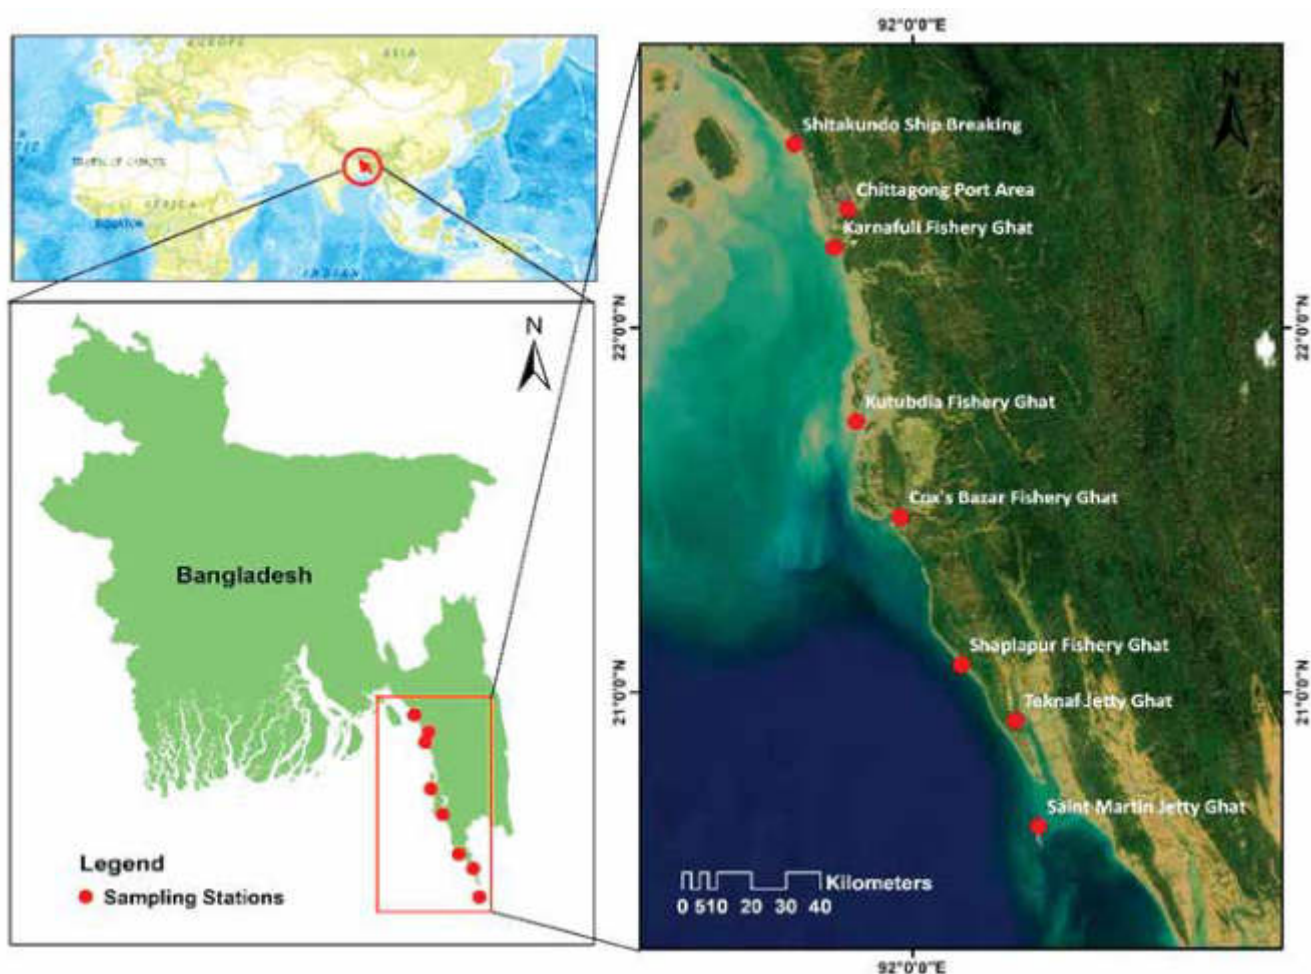 EUROPE
ASIA
TROPIC OF CANCER
AFRICA
Equator
INDIAN
N
Bangladesh
Legend
Sampling Stations
92°0'0"E
N
Shitakundo Ship Breaking
Chittagong Port Area
Karnafuli Fishery Ghat
22°0'0"N
22°0'0"N
Kutubdia Fishery Ghat
Cox's Bazar Fishery Ghat
Shaplapur Fishery Ghat
21°0'0"N
21°0'0"N
Teknaf Jetty Ghat
Saint Martin Jetty Ghat
Kilometers
0 5 10 20 30 40
92°0'0"E